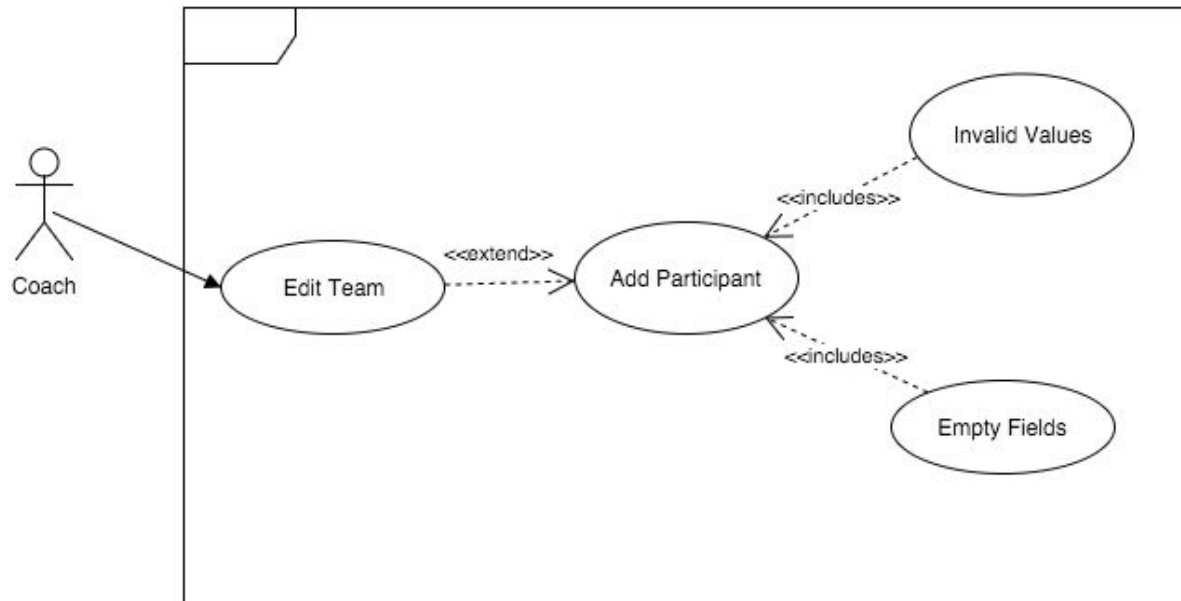 Invalid Values
<<includes>>
<<extend>>
Add Participant
Edit Team
Coach
<<includes>>
Empty Fields